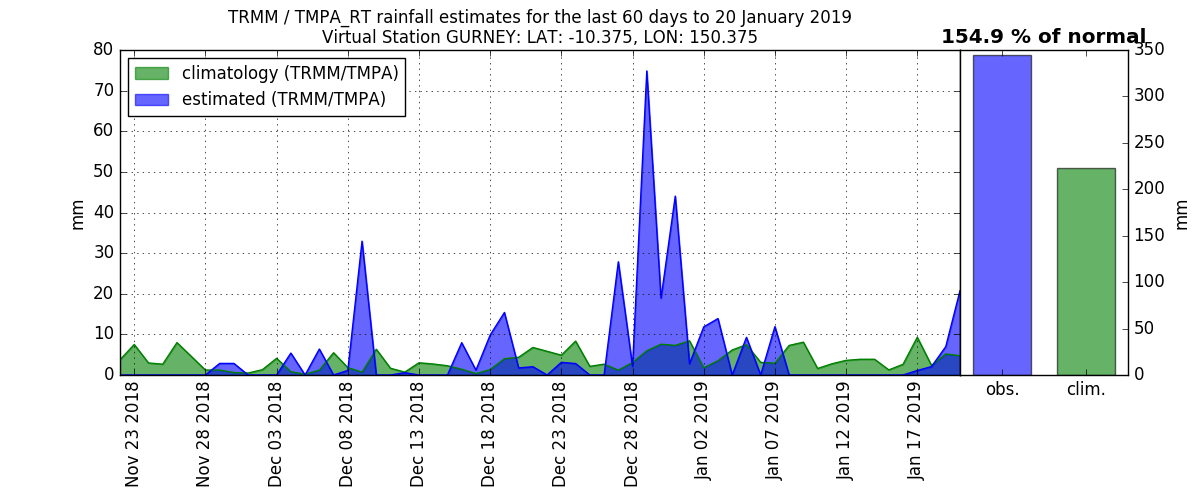 TRMM / TMPA_RT rainfall estimates for the last 60 days to 20 January 2019
Virtual Station GURNEY: LAT: -10.375, LON: 150.375
154.9 % of normal
climatology (TRMM/TMPA)
estimated (TRMM/TMPA)
80
70
60
50
40
30
20
10
0
mm
Nov 23 2018
Nov 28 2018
Dec 03 2018
Dec 08 2018
Dec 13 2018
Dec 18 2018
Dec 23 2018
Dec 28 2018
Jan 02 2019
Jan 07 2019
Jan 12 2019
Jan 17 2019
350
300
250
200
150
100
50
0
mm
obs.
clim.